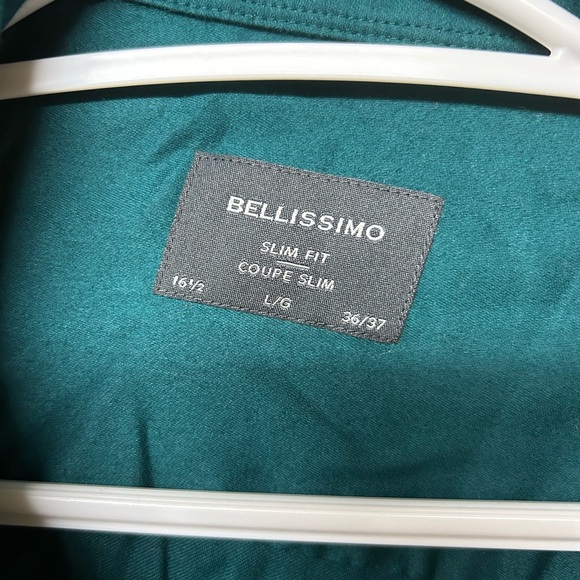 BELLISSIMO
SLIM FIT
COUPE SLIM
16½ L/G 36/37